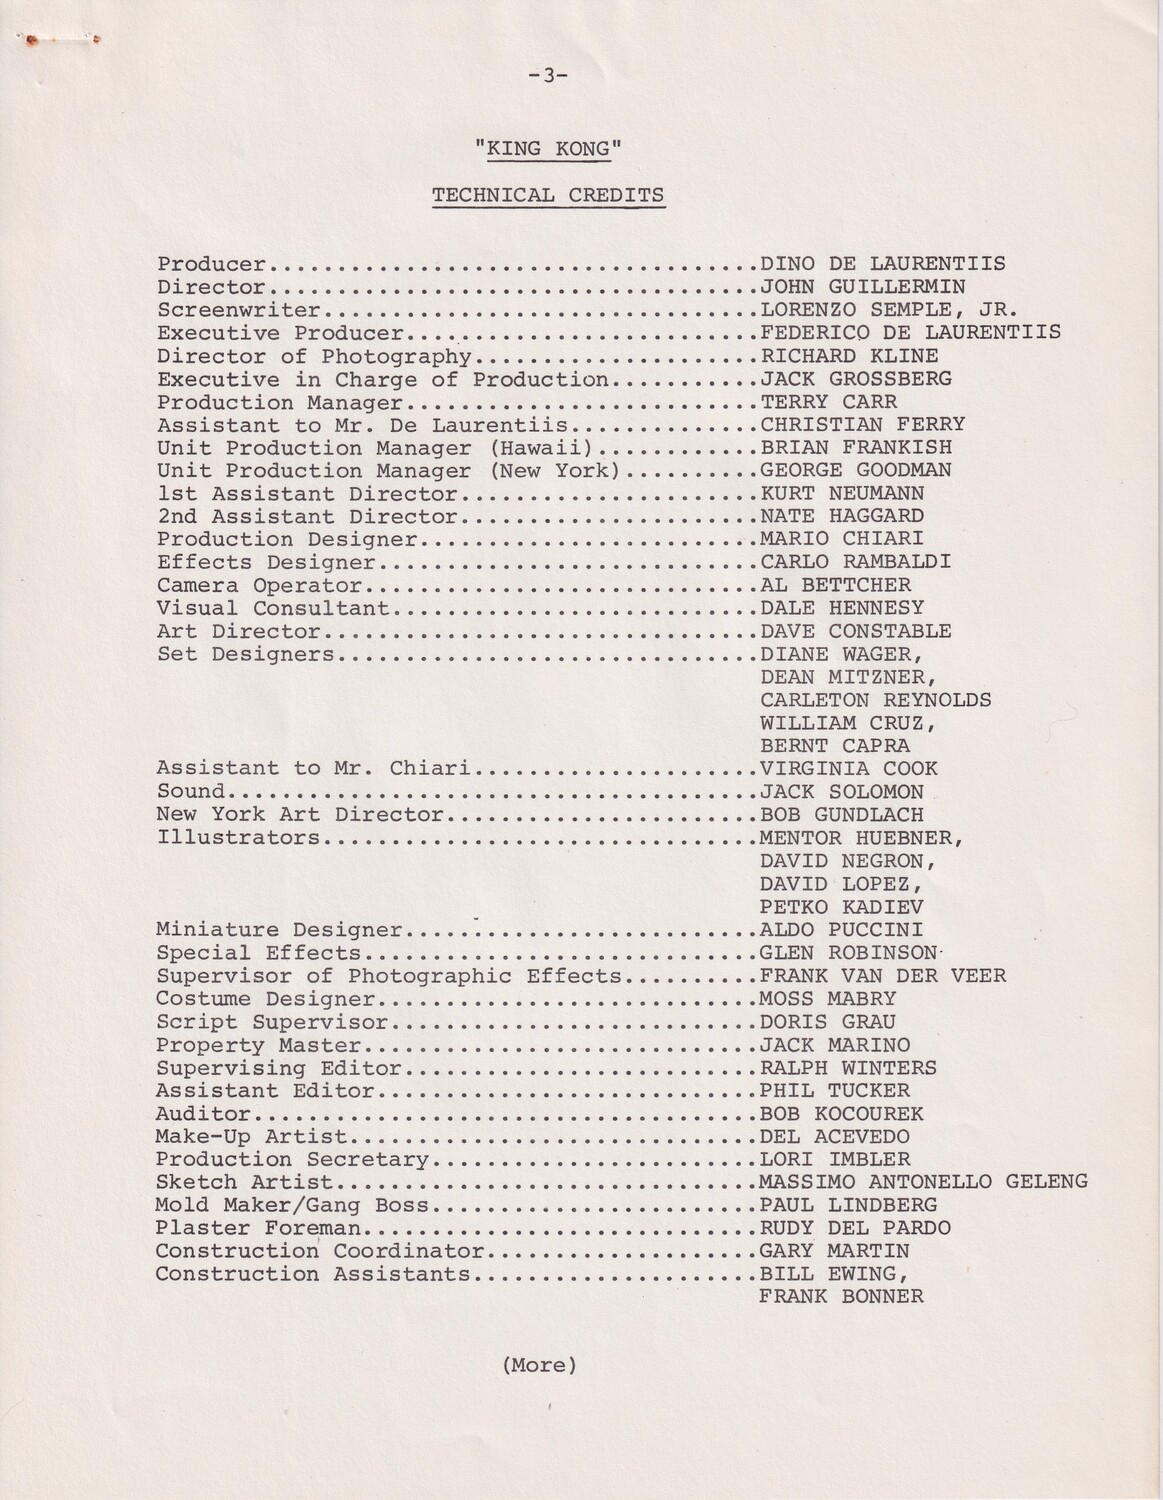 -3-
"KING KONG"
TECHNICAL CREDITS
Producer....................................DINO DE LAURENTIIS
Director....................................JOHN GUILLERMIN
Screenwriter................................LORENZO SEMPLE, JR.
Executive Producer..........................FEDERICO DE LAURENTIIS
Director of Photography.....................RICHARD KLINE
Executive in Charge of Production...........JACK GROSSBERG
Production Manager..........................TERRY CARR
Assistant to Mr. De Laurentiis..............CHRISTIAN FERRY
Unit Production Manager (Hawaii)............BRIAN FRANKISH
Unit Production Manager (New York)..........GEORGE GOODMAN
1st Assistant Director......................KURT NEUMANN
2nd Assistant Director......................NATE HAGGARD
Production Designer.........................MARIO CHIARI
Effects Designer............................CARLO RAMBALDI
Camera Operator.............................AL BETTCHER
Visual Consultant...........................DALE HENNESY
Art Director................................DAVE CONSTABLE
Set Designers...............................DIANE WAGER,
DEAN MITZNER,
CARLETON REYNOLDS
WILLIAM CRUZ,
BERNT CAPRA
Assistant to Mr. Chiari.....................VIRGINIA COOK
Sound.......................................JACK SOLOMON
New York Art Director.......................BOB GUNDLACH
Illustrators................................MENTOR HUEBNER,
DAVID NEGRON,
DAVID LOPEZ,
PETKO KADIEV
Miniature Designer..........................ALDO PUCCINI
Special Effects.............................GLEN ROBINSON
Supervisor of Photographic Effects..........FRANK VAN DER VEER
Costume Designer............................MOSS MABRY
Script Supervisor...........................DORIS GRAU
Property Master.............................JACK MARINO
Supervising Editor..........................RALPH WINTERS
Assistant Editor............................PHIL TUCKER
Auditor.....................................BOB KOCOUREK
Make-Up Artist..............................DEL ACEVEDO
Production Secretary........................LORI IMBLER
Sketch Artist...............................MASSIMO ANTONELLO GELENG
Mold Maker/Gang Boss........................PAUL LINDBERG
Plaster Foreman.............................RUDY DEL PARDO
Construction Coordinator....................GARY MARTIN
Construction Assistants.....................BILL EWING,
FRANK BONNER
(More)